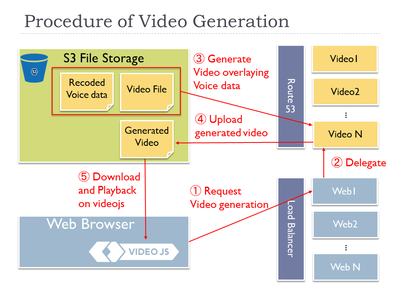 Procedure of Video Generation
S3 File Storage
Recoded
Voice data
Video File
Generated
Video
③ Generate
Video overlaying
Voice data
④ Upload
generated video
⑤ Download
and Playback
on videojs
① Request
Video generation
② Delegate
Route 53
Video1
Video2
...
Video N
Load Balancer
Web1
Web2
...
Web N
Web Browser
VIDEO JS